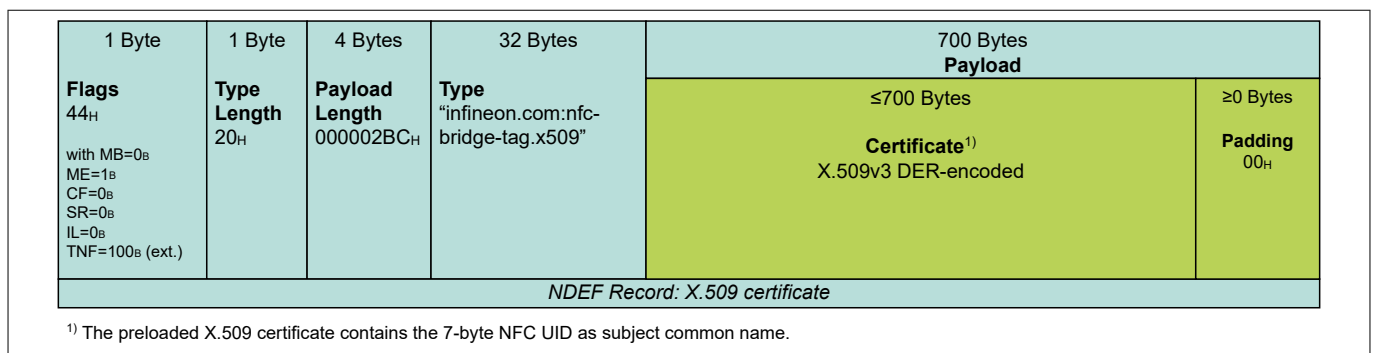 1 Byte
Flags
44H
with MB=0B
ME=1B
CF=0B
SR=0B
IL=0B
TNF=100B (ext.)
1 Byte
Type
Length
20H
4 Bytes
Payload
Length
000002BCH
32 Bytes
Type
“infineon.com:nfc-
bridge-tag.x509”
700 Bytes
Payload
≤700 Bytes
Certificate1)
X.509v3 DER-encoded
≥0 Bytes
Padding
00H
NDEF Record: X.509 certificate
1) The preloaded X.509 certificate contains the 7-byte NFC UID as subject common name.